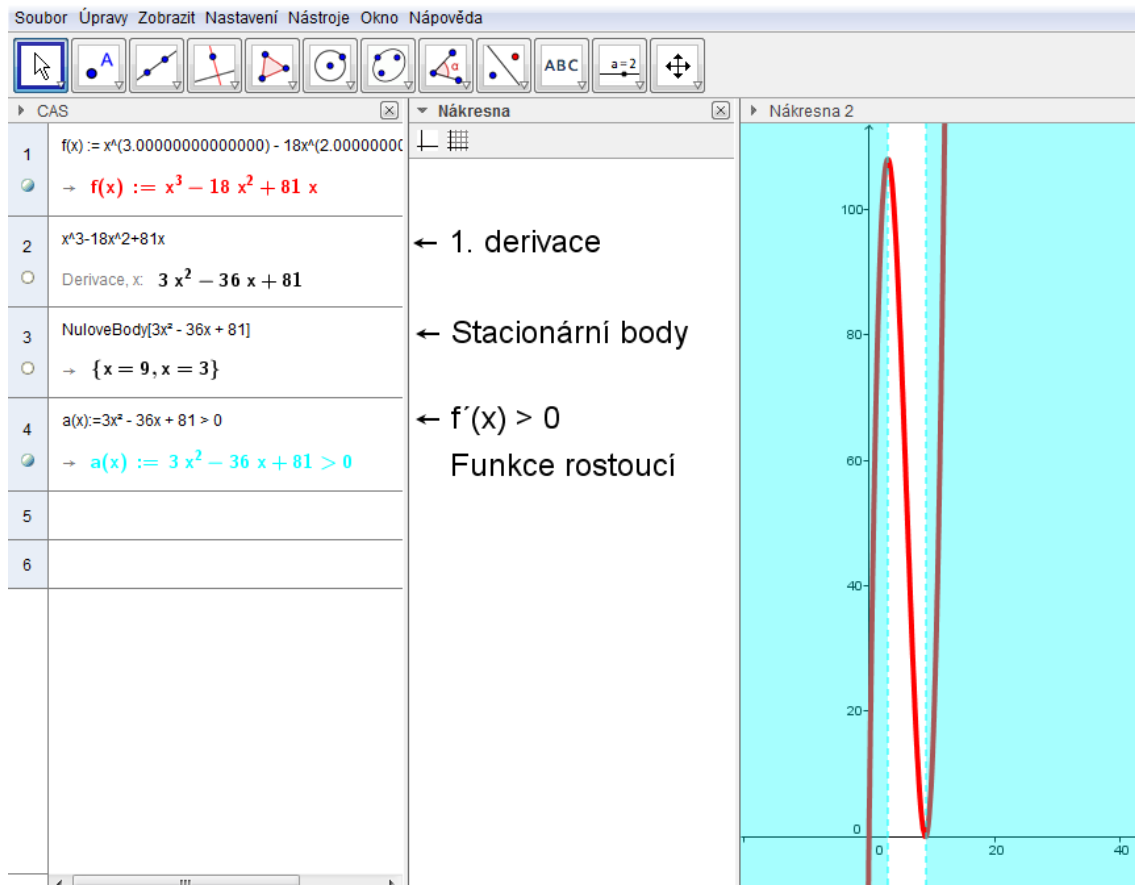 Soubor Úpravy Zobrazit Nastavení Nástroje Okno Nápověda
A
α
ABC
a=2
CAS
Nákresna
Nákresna 2
1
f(x) := x^(3.00000000000000) - 18x^(2.00000000
→ f(x) := x³ − 18 x² + 81 x
2
x^3-18x^2+81x
Derivace, x: 3 x² − 36 x + 81
← 1. derivace
3
NuloveBody[3x² - 36x + 81]
→ {x = 9, x = 3}
← Stacionární body
4
a(x):=3x² - 36x + 81 > 0
→ a(x) := 3 x² − 36 x + 81 > 0
← f´(x) > 0
Funkce rostoucí
5
6
100
80
60
40
20
0
0
20
40